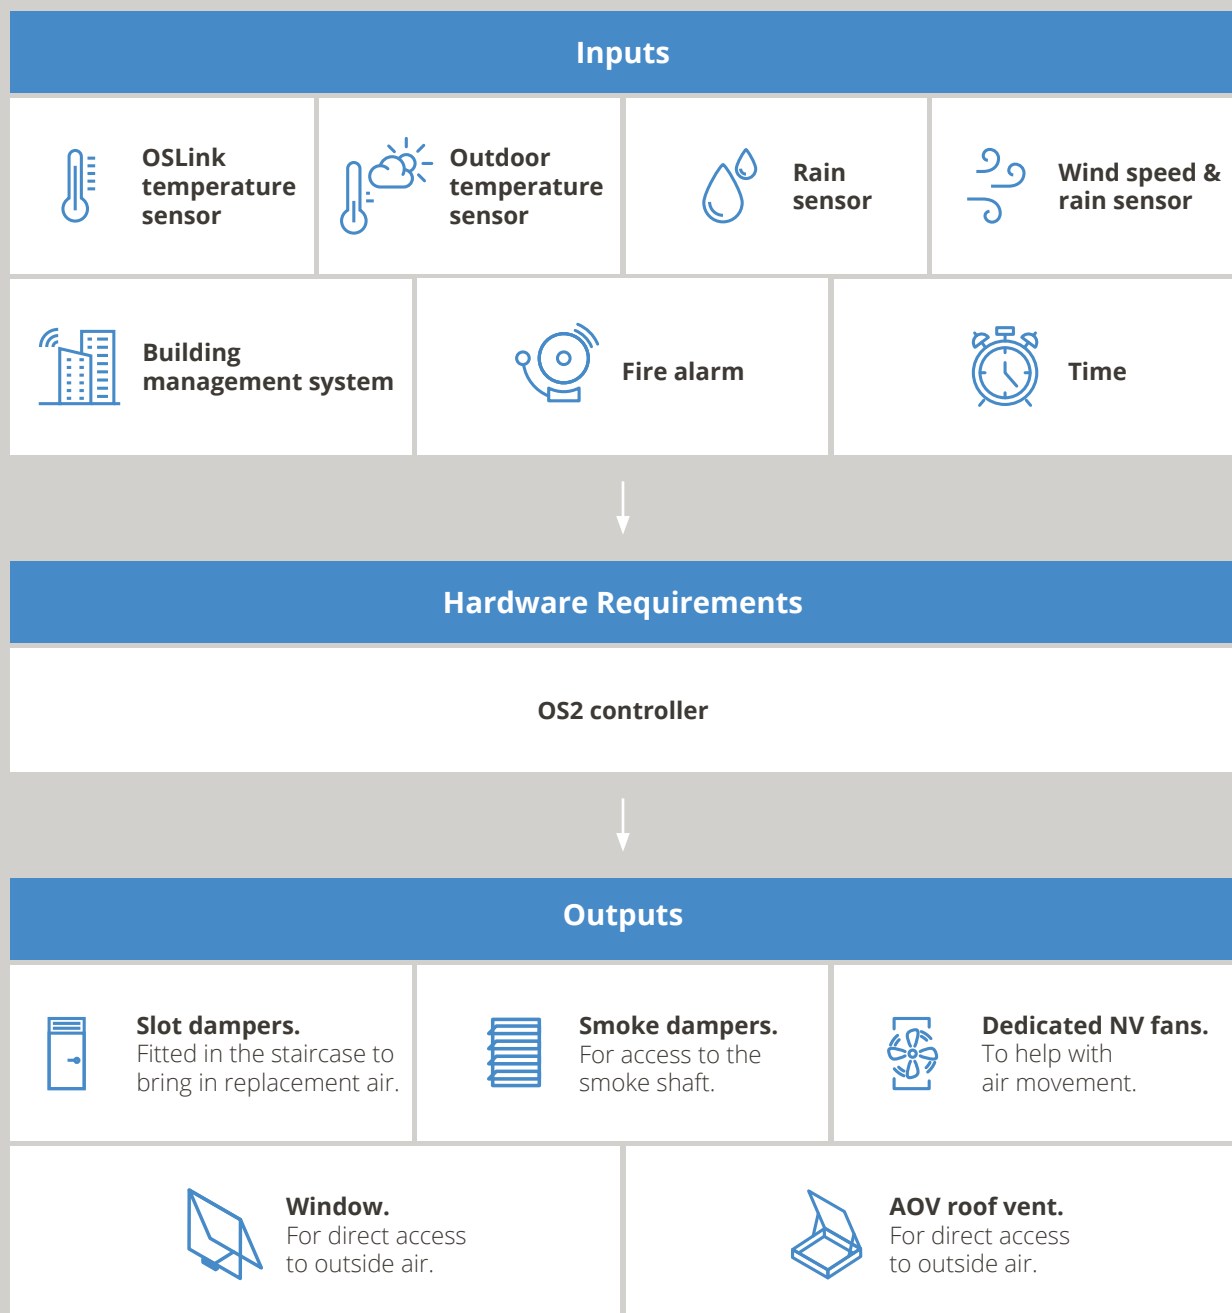 Inputs
OSLink
temperature
sensor
Outdoor
temperature
sensor
Rain
sensor
Wind speed &
rain sensor
Building
management system
Fire alarm
Time
Hardware Requirements
OS2 controller
Outputs
Slot dampers.
Fitted in the staircase to
bring in replacement air.
Smoke dampers.
For access to the
smoke shaft.
Dedicated NV fans.
To help with
air movement.
Window.
For direct access
to outside air.
AOV roof vent.
For direct access
to outside air.